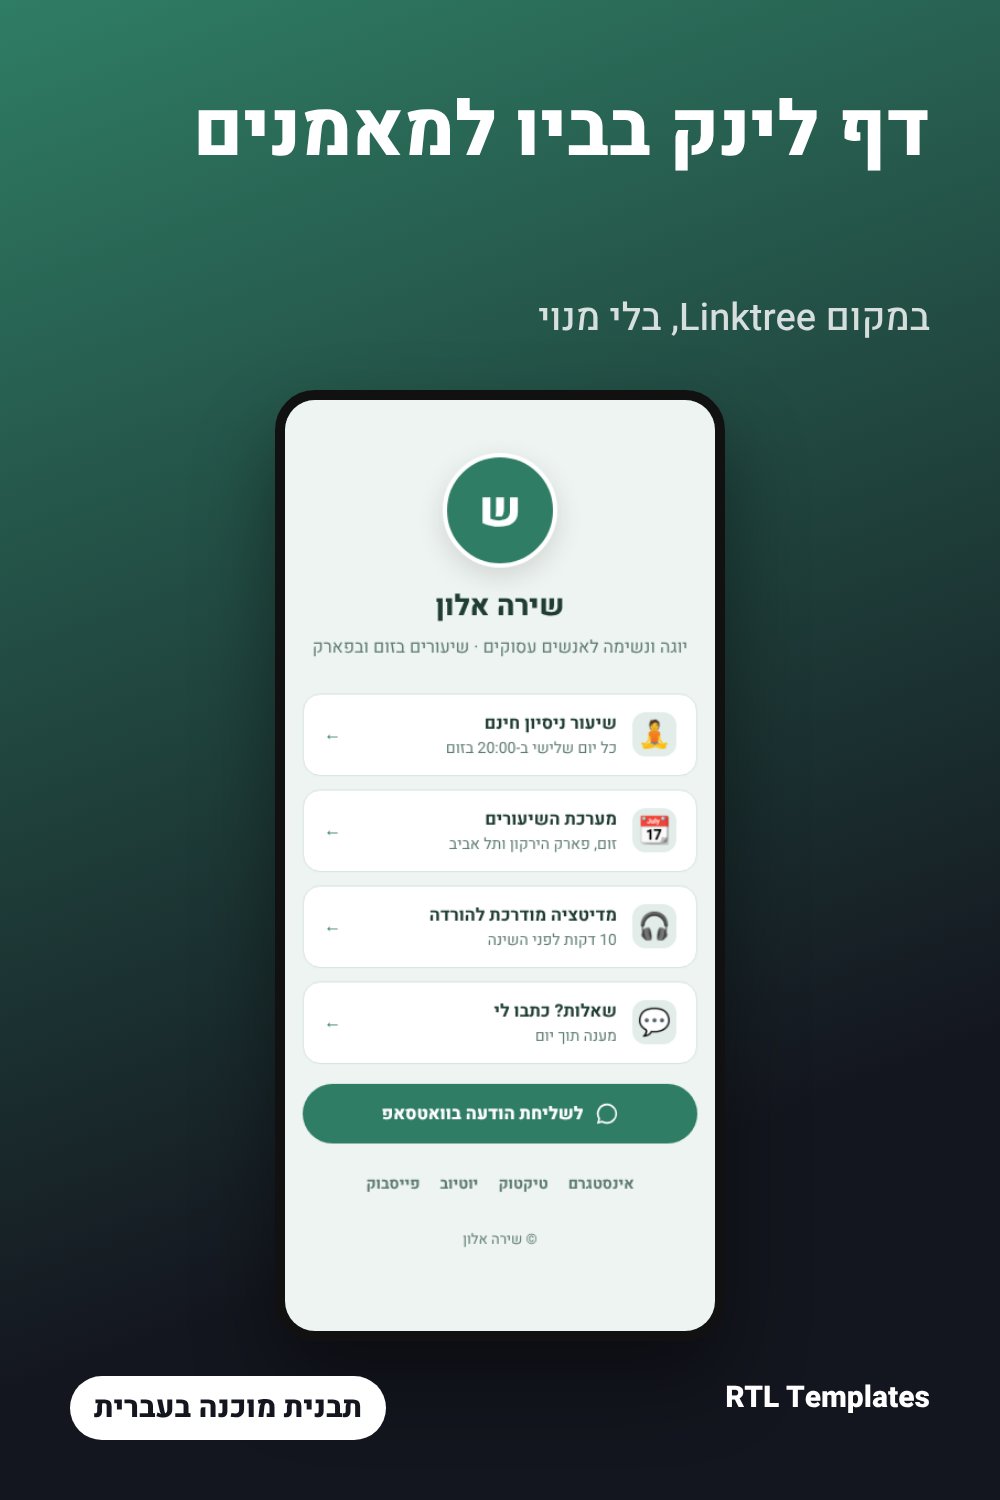 דף לינק בביו למאמנים
במקום Linktree, בלי מנוי
ש
שירה אלון
יוגה ונשימה לאנשים עסוקים · שיעורים בזום ובפארק
שיעור ניסיון חינם
כל יום שלישי ב-20:00 בזום
←
מערכת השיעורים
זום, פארק הירקון ותל אביב
←
July
17
מדיטציה מודרכת להורדה
10 דקות לפני השינה
←
שאלות? כתבו לי
מענה תוך יום
←
לשליחת הודעה בוואטסאפ
אינסטגרם טיקטוק יוטיוב פייסבוק
© שירה אלון
RTL Templates
תבנית מוכנה בעברית